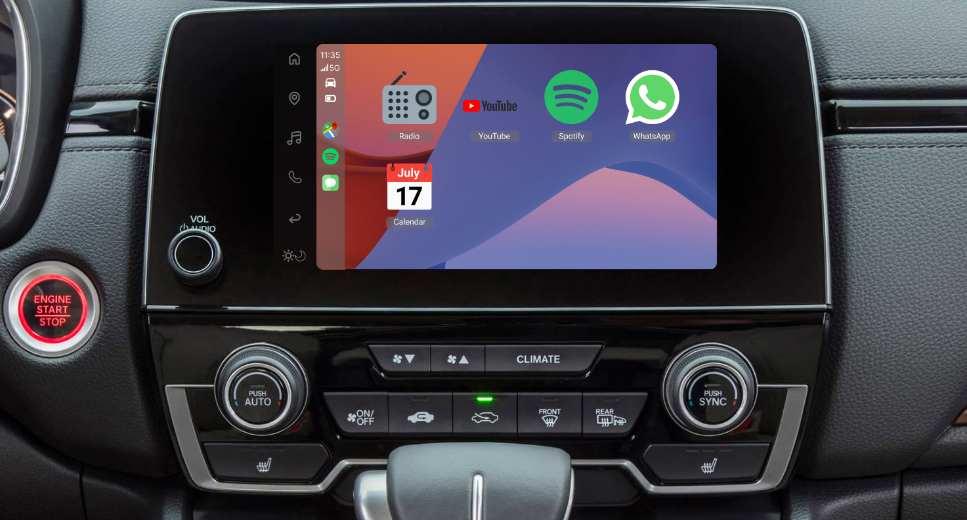 11:35
5G
Radio
YouTube
YouTube
Spotify
WhatsApp
July
17
Calendar
VOL
AUDIO
ENGINE
START
STOP
CLIMATE
PUSH
AUTO
ON/
OFF
FRONT
REAR
PUSH
SYNC